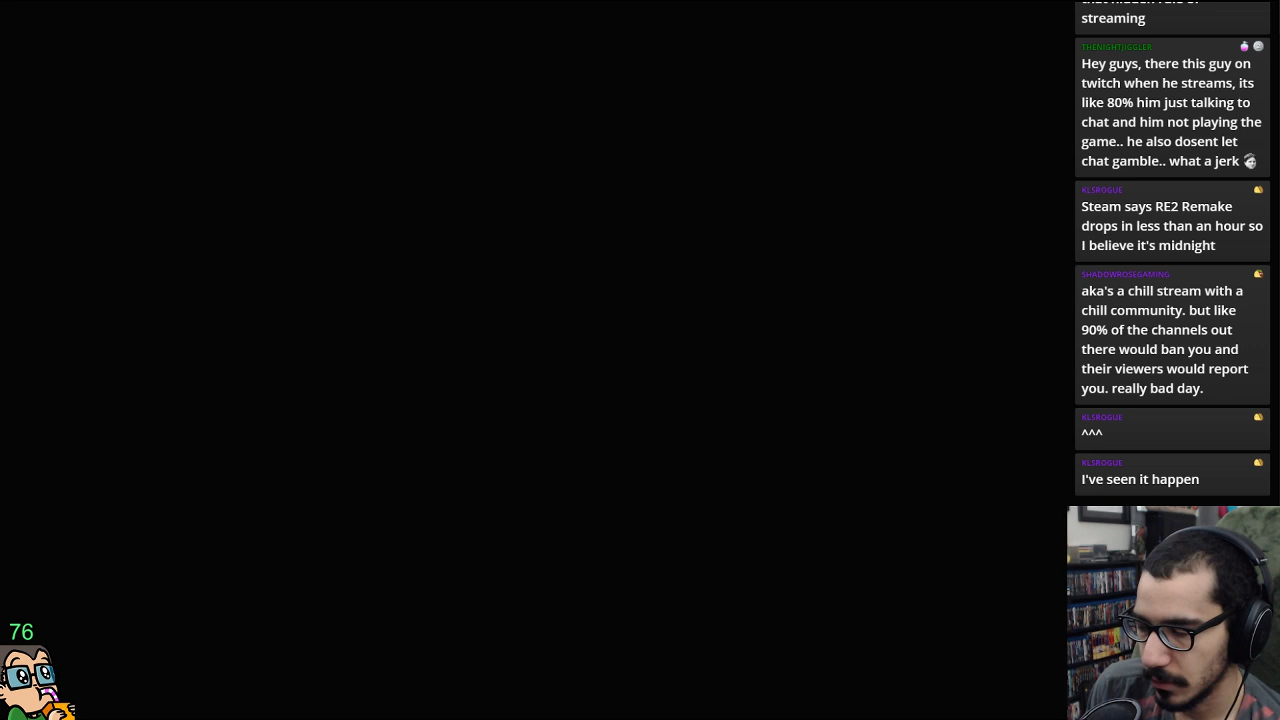 streaming
THENIGHTJIGGLER
Hey guys, there this guy on
twitch when he streams, its
like 80% him just talking to
chat and him not playing the
game.. he also dosent let
chat gamble.. what a jerk
KLSROGUE
Steam says RE2 Remake
drops in less than an hour so
I believe it's midnight
SHADOWROSEGAMING
aka's a chill stream with a
chill community. but like
90% of the channels out
there would ban you and
their viewers would report
you. really bad day.
KLSROGUE
^^^
KLSROGUE
I've seen it happen
76